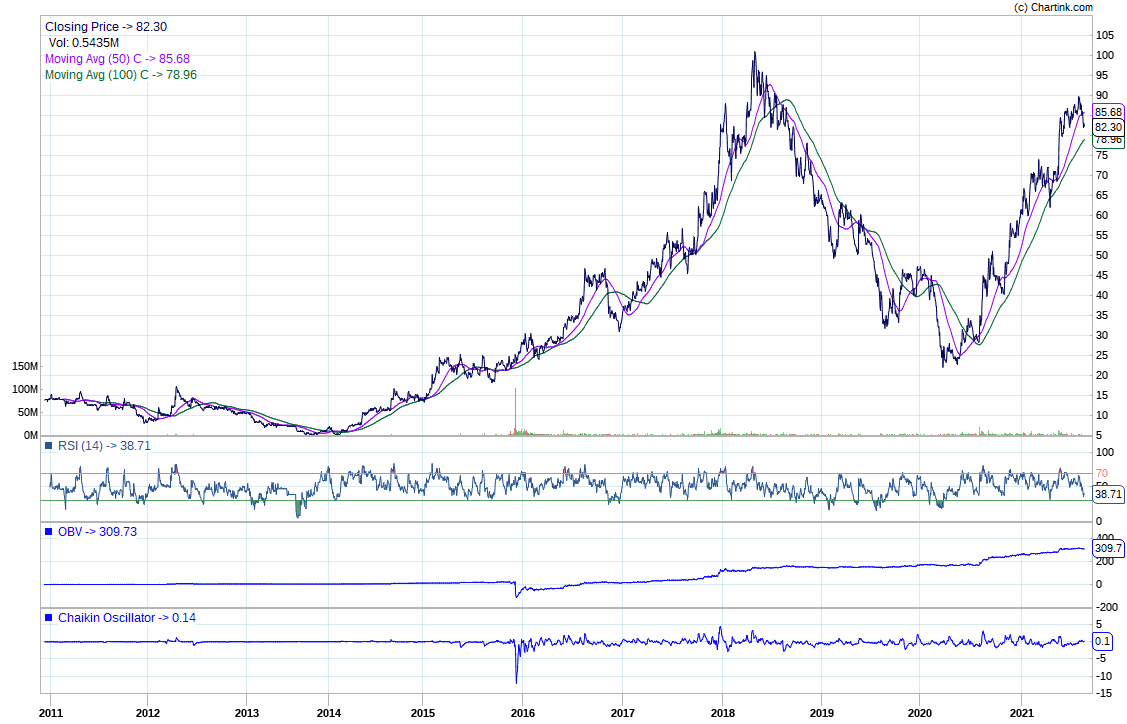 (c) Chartink.com
Closing Price -> 82.30
Vol: 0.5435M
Moving Avg (50) C -> 85.68
Moving Avg (100) C -> 78.96
105
100
95
90
85.68
82.30
78.96
75
70
65
60
55
50
45
40
35
30
25
20
15
10
5
150M
100M
50M
0M
RSI (14) -> 38.71
100
70
50
38.71
0
OBV -> 309.73
400
309.7
200
0
-200
Chaikin Oscillator -> 0.14
5
0.1
-5
-10
-15
2011 2012 2013 2014 2015 2016 2017 2018 2019 2020 2021